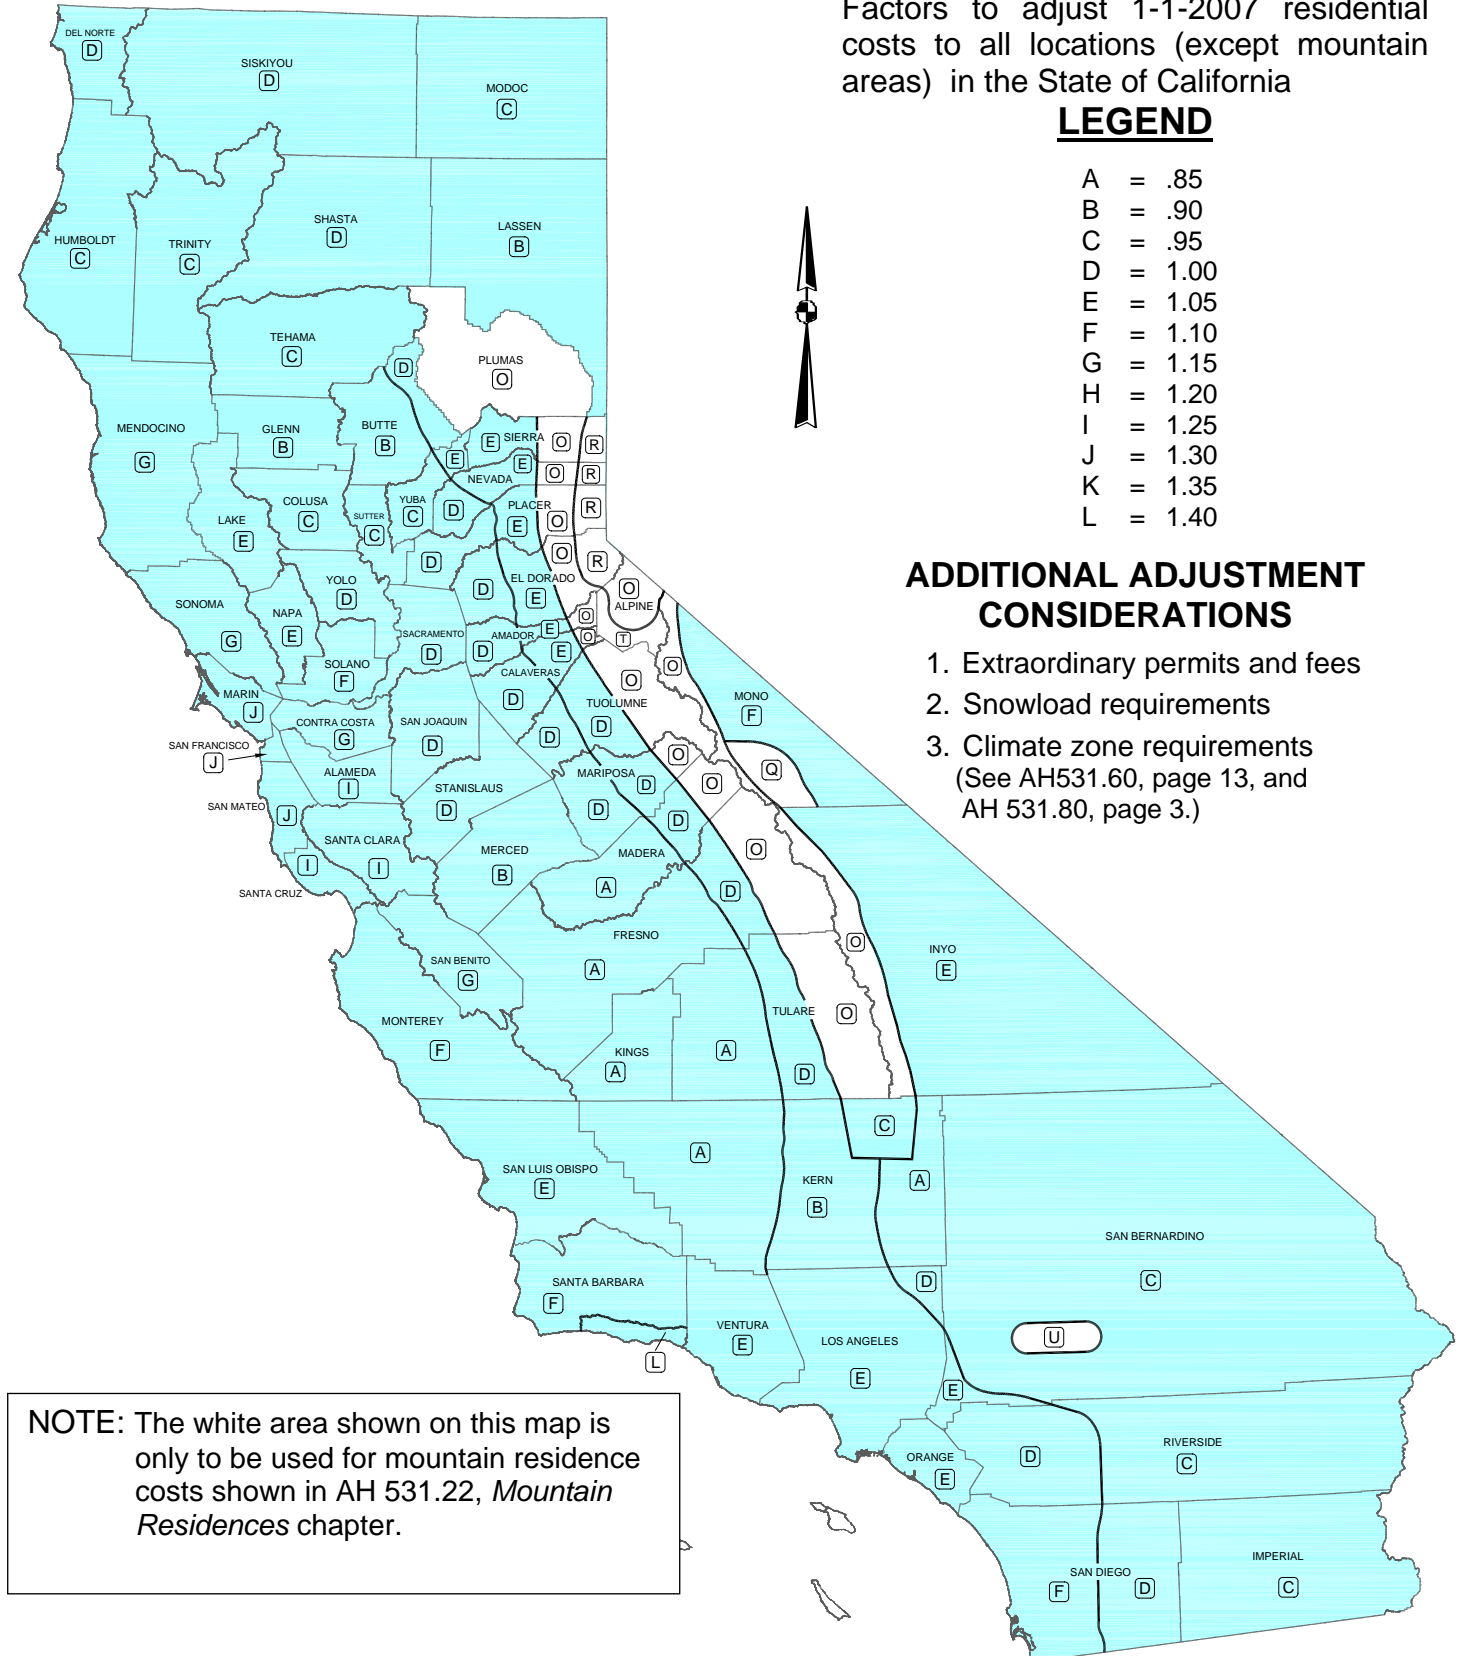 Factors to adjust 1-1-2007 residential
costs to all locations (except mountain
areas) in the State of California
LEGEND
A = .85
B = .90
C = .95
D = 1.00
E = 1.05
F = 1.10
G = 1.15
H = 1.20
I = 1.25
J = 1.30
K = 1.35
L = 1.40
ADDITIONAL ADJUSTMENT
CONSIDERATIONS
1. Extraordinary permits and fees
2. Snowload requirements
3. Climate zone requirements
(See AH531.60, page 13, and
AH 531.80, page 3.)
DEL NORTE
D
SISKIYOU
D
MODOC
C
HUMBOLDT
C
TRINITY
C
SHASTA
D
LASSEN
B
TEHAMA
C
D
PLUMAS
O
MENDOCINO
G
GLENN
B
BUTTE
B
E
E SIERRA O R
NEVADA E O R
LAKE
E
COLUSA
C
SUTTER
C
YUBA
C
D
PLACER
E
O
R
D
O
R
SONOMA
G
NAPA
E
YOLO
D
D
EL DORADO
E
O
ALPINE
O
O
T
SACRAMENTO
D
AMADOR
D
E
SOLANO
F
CALAVERAS
D
E
MARIN
J
CONTRA COSTA
G
SAN JOAQUIN
D
TUOLUMNE
D
D
O
O
MONO
F
Q
SAN FRANCISCO
J
ALAMEDA
I
SAN MATEO
J
STANISLAUS
D
MARIPOSA
D
D
O
O
SANTA CLARA
I
I
SANTA CRUZ
MERCED
B
MADERA
A
D
O
D
FRESNO
A
SAN BENITO
G
O
INYO
E
MONTEREY
F
KINGS
A
A
TULARE
D
O
C
SAN LUIS OBISPO
E
A
KERN
B
A
SAN BERNARDINO
C
U
E
SANTA BARBARA
F
L
VENTURA
E
LOS ANGELES
E
D
ORANGE
E
D
RIVERSIDE
C
SAN DIEGO
F
D
IMPERIAL
C
NOTE: The white area shown on this map is
only to be used for mountain residence
costs shown in AH 531.22, Mountain
Residences chapter.